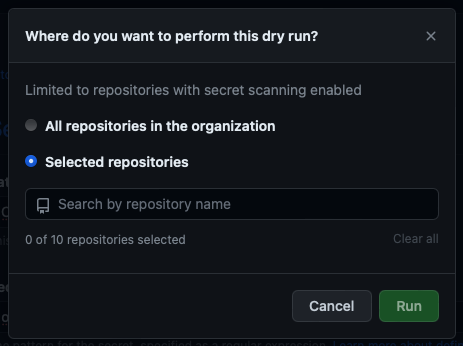 Where do you want to perform this dry run?
Limited to repositories with secret scanning enabled
All repositories in the organization
Selected repositories
Search by repository name
0 of 10 repositories selected
Clear all
Cancel
Run